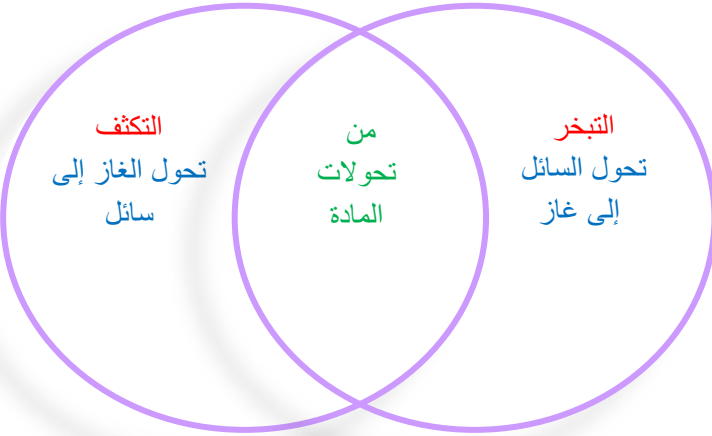 التبخر
تحول السائل
إلى غاز
من
تحولات
المادة
التكثف
تحول الغاز إلى
سائل